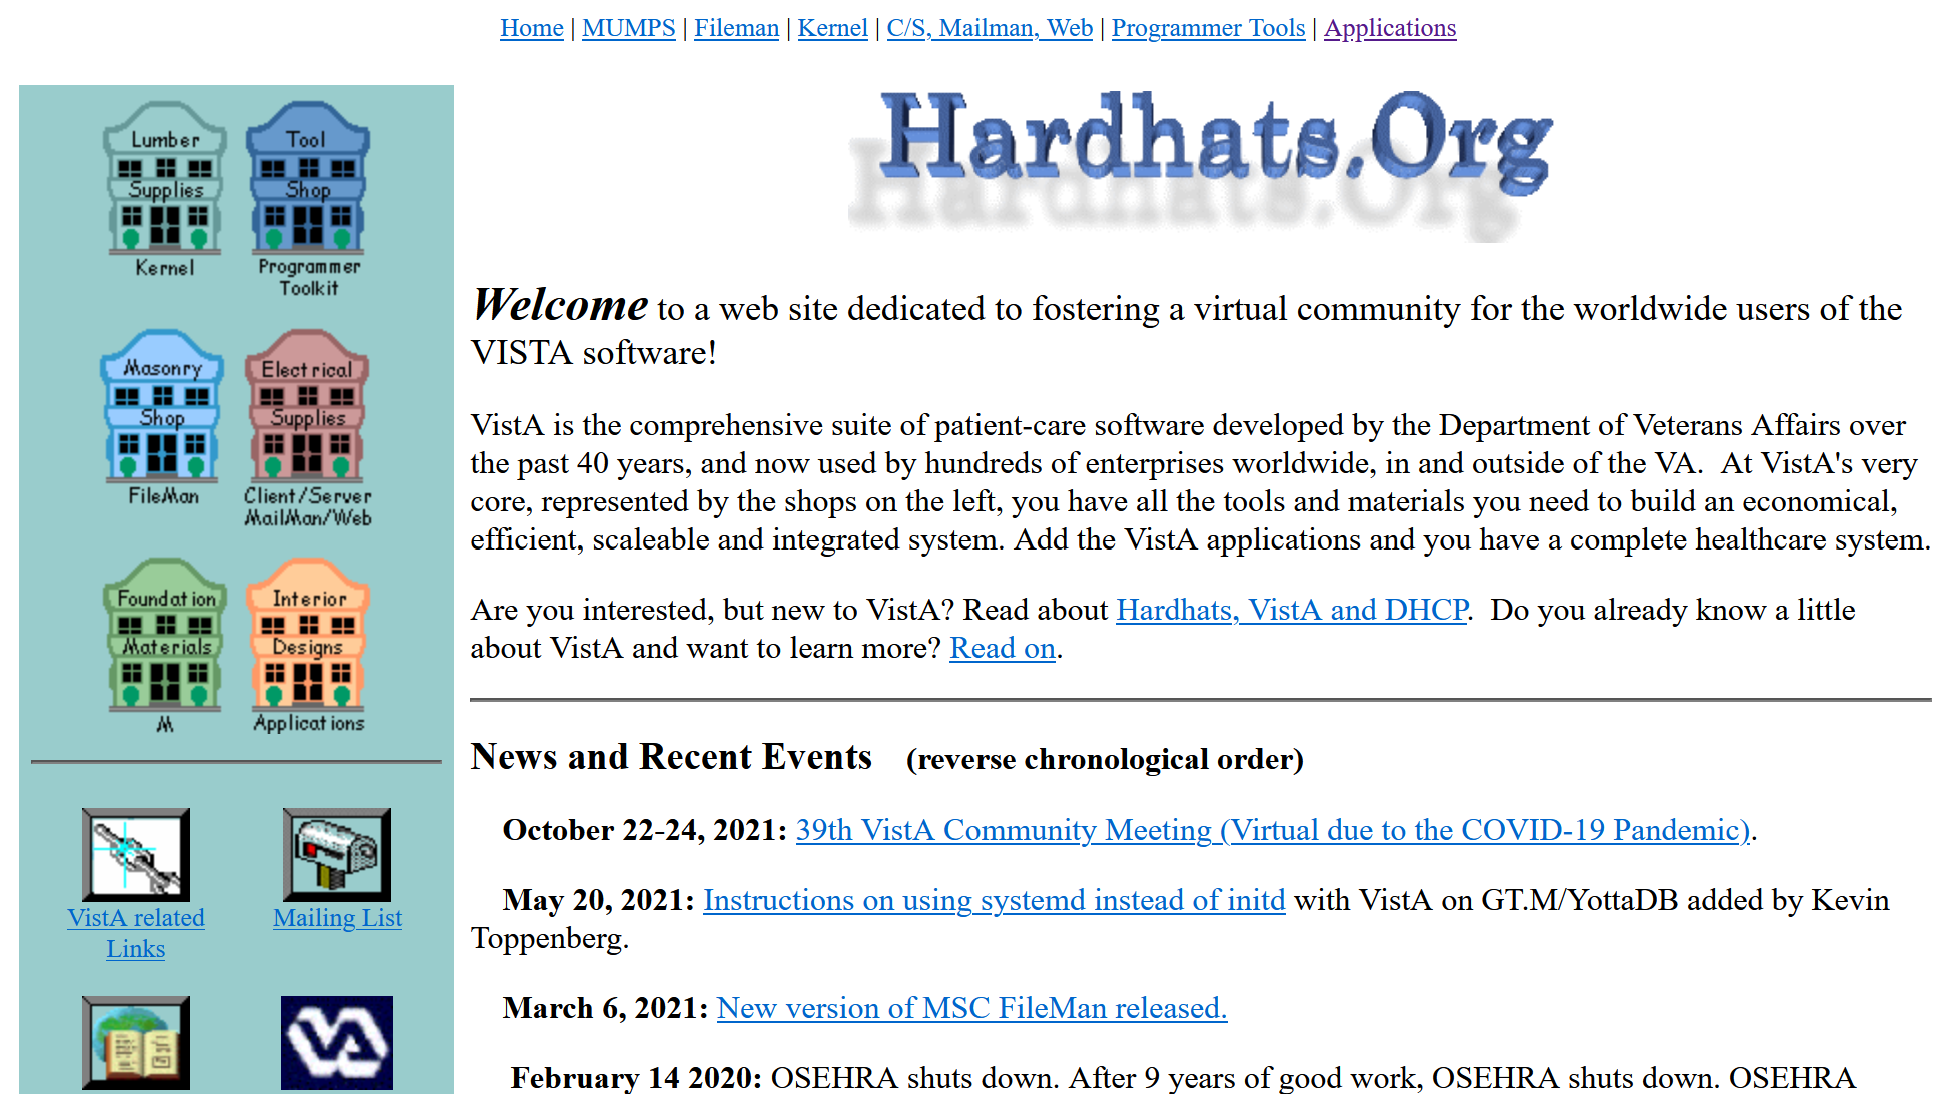 Home | MUMPS | Fileman | Kernel | C/S, Mailman, Web | Programmer Tools | Applications
Lumber
Supplies
Kernel
Tool
Shop
Programmer
Toolkit
Masonry
Shop
FileMan
Electrical
Supplies
Client/Server
MailMan/Web
Foundation
Materials
M
Interior
Designs
Applications
VistA related
Links
Mailing List
VA
Hardhats.Org
Welcome to a web site dedicated to fostering a virtual community for the worldwide users of the
VISTA software!
VistA is the comprehensive suite of patient-care software developed by the Department of Veterans Affairs over
the past 40 years, and now used by hundreds of enterprises worldwide, in and outside of the VA.  At VistA's very
core, represented by the shops on the left, you have all the tools and materials you need to build an economical,
efficient, scaleable and integrated system. Add the VistA applications and you have a complete healthcare system.
Are you interested, but new to VistA? Read about Hardhats, VistA and DHCP.  Do you already know a little
about VistA and want to learn more? Read on.
News and Recent Events (reverse chronological order)
October 22-24, 2021: 39th VistA Community Meeting (Virtual due to the COVID-19 Pandemic).
May 20, 2021: Instructions on using systemd instead of initd with VistA on GT.M/YottaDB added by Kevin
Toppenberg.
March 6, 2021: New version of MSC FileMan released.
February 14 2020: OSEHRA shuts down. After 9 years of good work, OSEHRA shuts down. OSEHRA